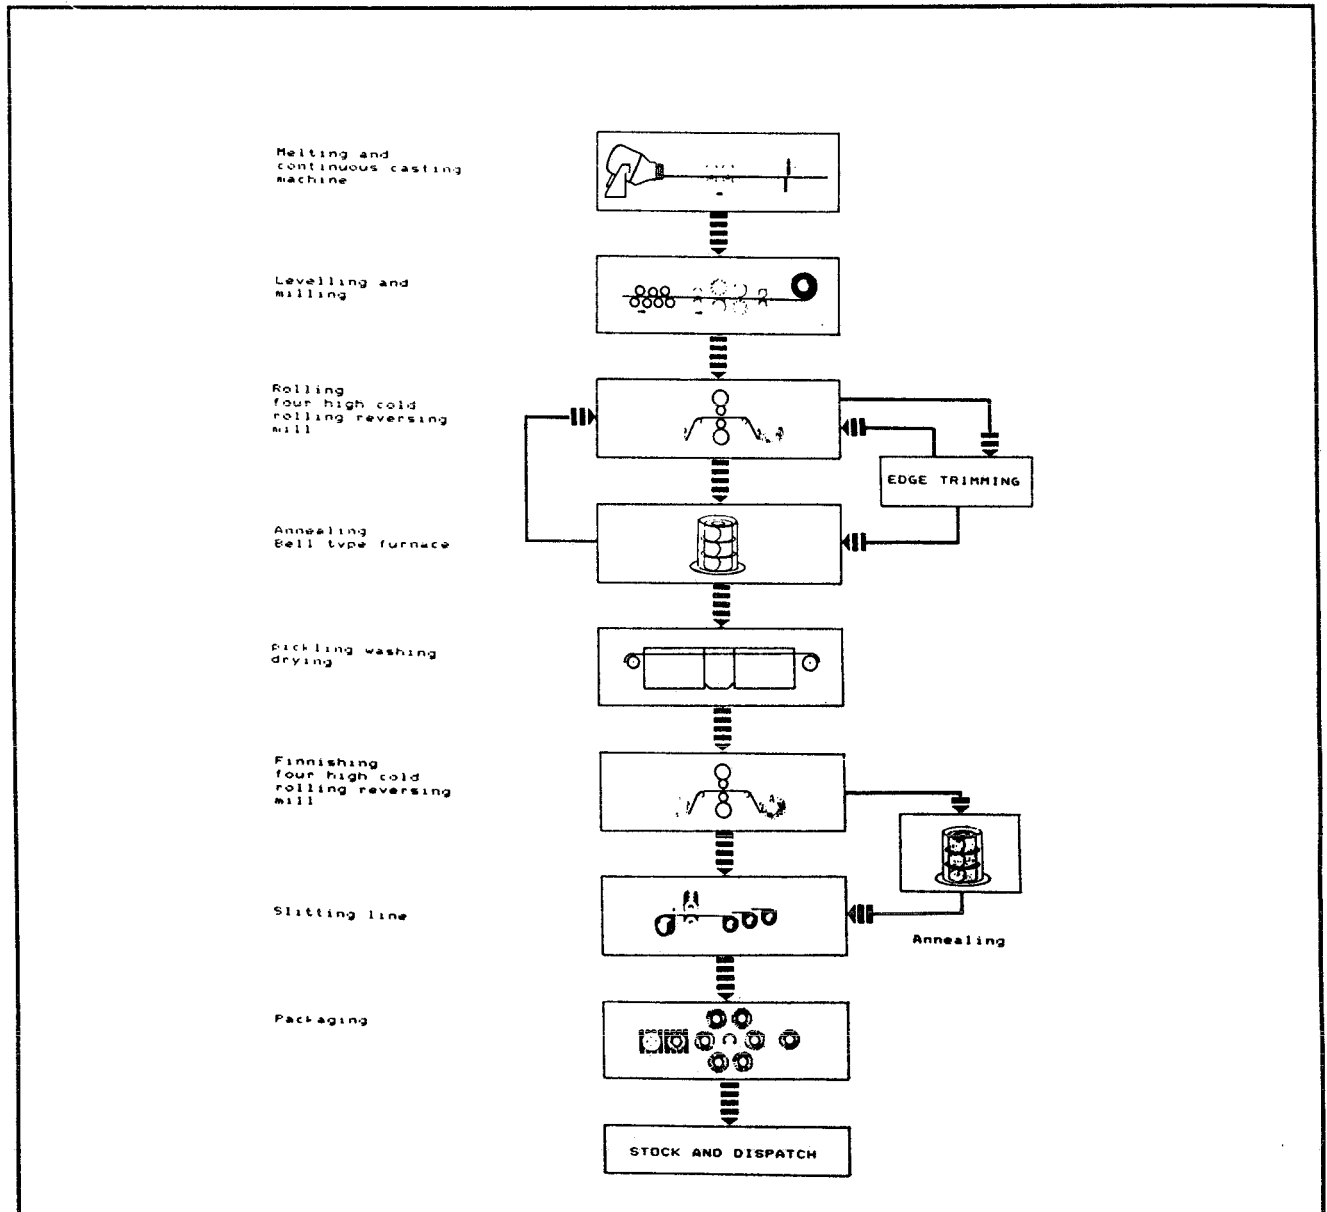 Melting and
continuous casting
machine
Levelling and
milling
Rolling
four high cold
rolling reversing
mill
EDGE TRIMMING
Annealing
Bell type furnace
pickling washing
drying
Finnishing
four high cold
rolling reversing
mill
Slitting line
Annealing
Packaging
STOCK AND DISPATCH